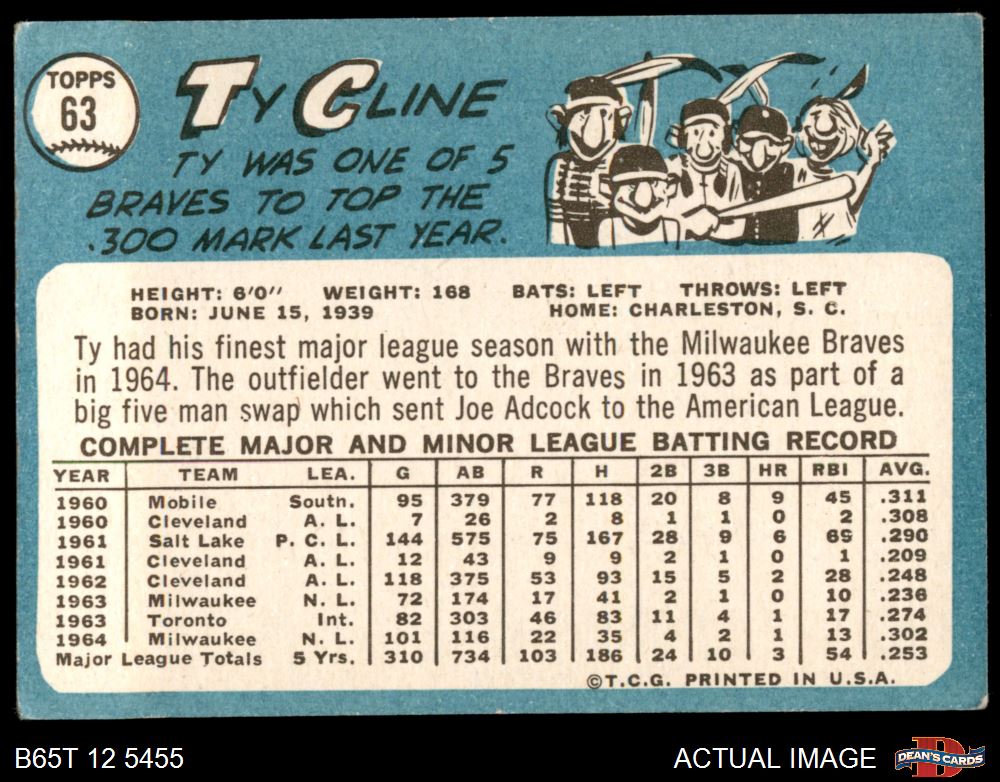 TOPPS
63
TY CLINE
TY WAS ONE OF 5
BRAVES TO TOP THE
.300 MARK LAST YEAR.
HEIGHT: 6'0" WEIGHT: 168 BATS: LEFT THROWS: LEFT
BORN: JUNE 15, 1939 HOME: CHARLESTON, S. C.
Ty had his finest major league season with the Milwaukee Braves
in 1964. The outfielder went to the Braves in 1963 as part of a
big five man swap which sent Joe Adcock to the American League.
COMPLETE MAJOR AND MINOR LEAGUE BATTING RECORD
YEAR TEAM LEA. G AB R H 2B 3B HR RBI AVG.
1960 Mobile Soutn. 95 379 77 118 20 8 9 45 .311
1960 Cleveland A. L. 7 26 2 8 1 1 0 2 .308
1961 Salt Lake P. C. L. 144 575 75 167 28 9 6 69 .290
1961 Cleveland A. L. 12 43 9 9 2 1 0 1 .209
1962 Cleveland A. L. 118 375 53 93 15 5 2 28 .248
1963 Milwaukee N. L. 72 174 17 41 2 1 0 10 .236
1963 Toronto Int. 82 303 46 83 11 4 1 17 .274
1964 Milwaukee N. L. 101 116 22 35 4 2 1 13 .302
Major League Totals 5 Yrs. 310 734 103 186 24 10 3 54 .253
©T.C.G. PRINTED IN U.S.A.
B65T 12 5455 ACTUAL IMAGE DEAN'S CARDS